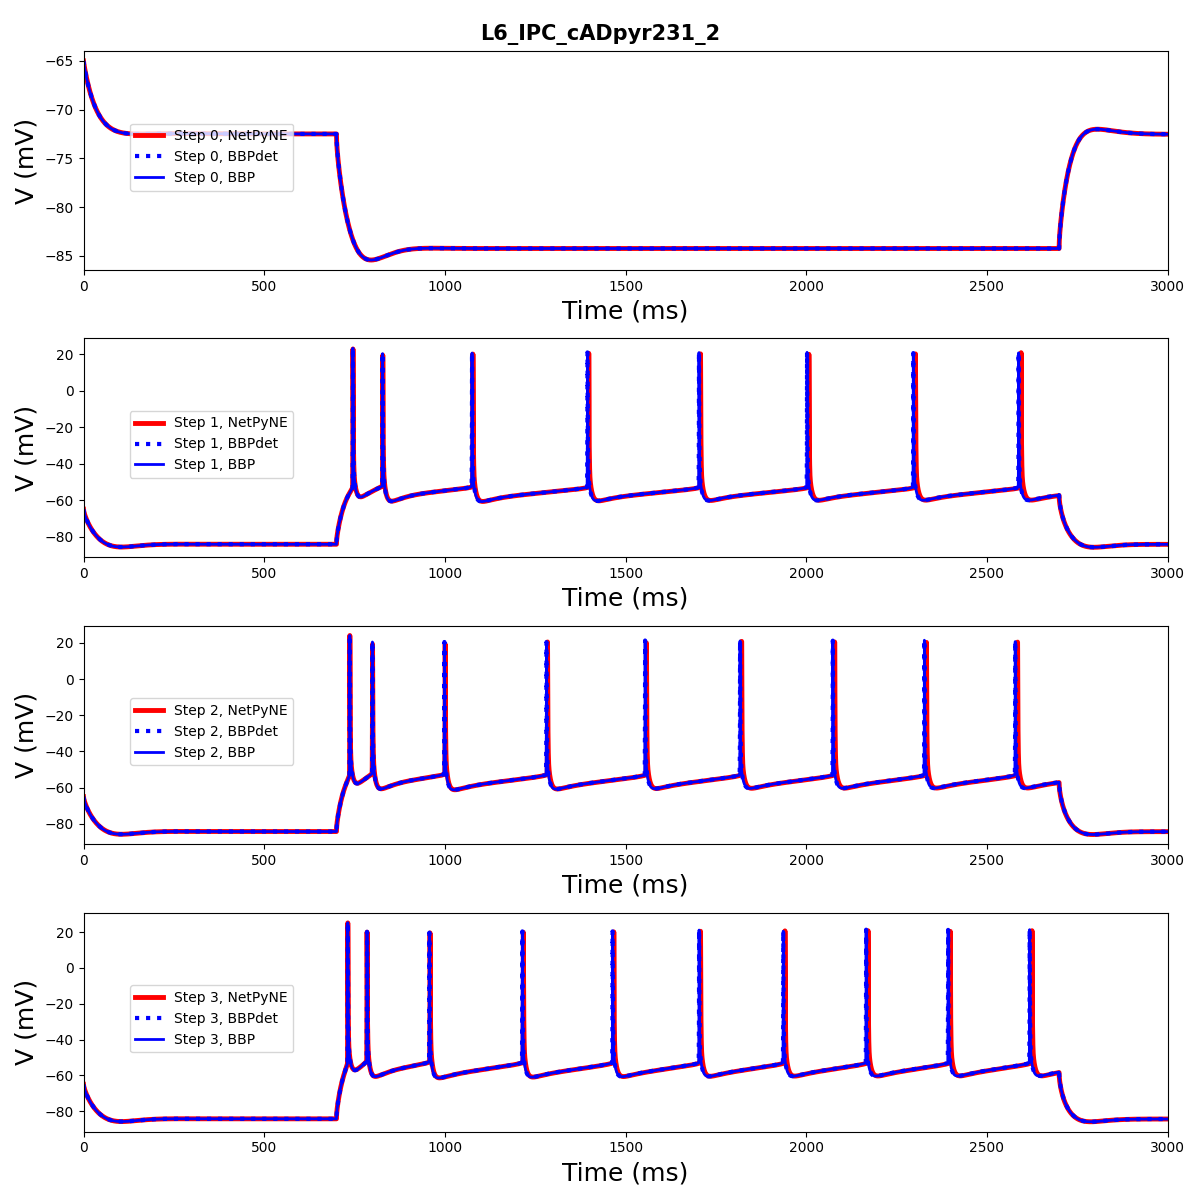 L6_IPC_cADpyr231_2
−65
−70
−75
−80
−85
V (mV)
Step 0, NetPyNE
Step 0, BBPdet
Step 0, BBP
0 500 1000 1500 2000 2500 3000
Time (ms)
20
0
−20
−40
−60
−80
V (mV)
Step 1, NetPyNE
Step 1, BBPdet
Step 1, BBP
0 500 1000 1500 2000 2500 3000
Time (ms)
20
0
−20
−40
−60
−80
V (mV)
Step 2, NetPyNE
Step 2, BBPdet
Step 2, BBP
0 500 1000 1500 2000 2500 3000
Time (ms)
20
0
−20
−40
−60
−80
V (mV)
Step 3, NetPyNE
Step 3, BBPdet
Step 3, BBP
0 500 1000 1500 2000 2500 3000
Time (ms)